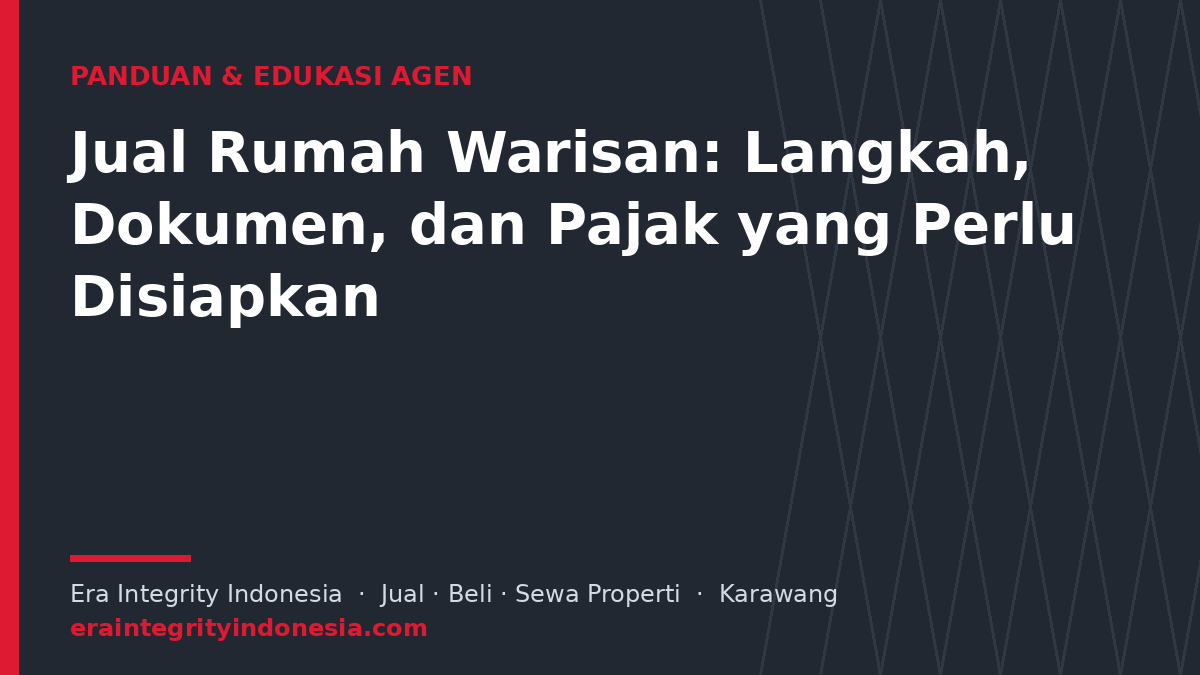 PANDUAN & EDUKASI AGEN
Jual Rumah Warisan: Langkah,
Dokumen, dan Pajak yang Perlu
Disiapkan
Era Integrity Indonesia · Jual · Beli · Sewa Properti · Karawang
eraintegrityindonesia.com